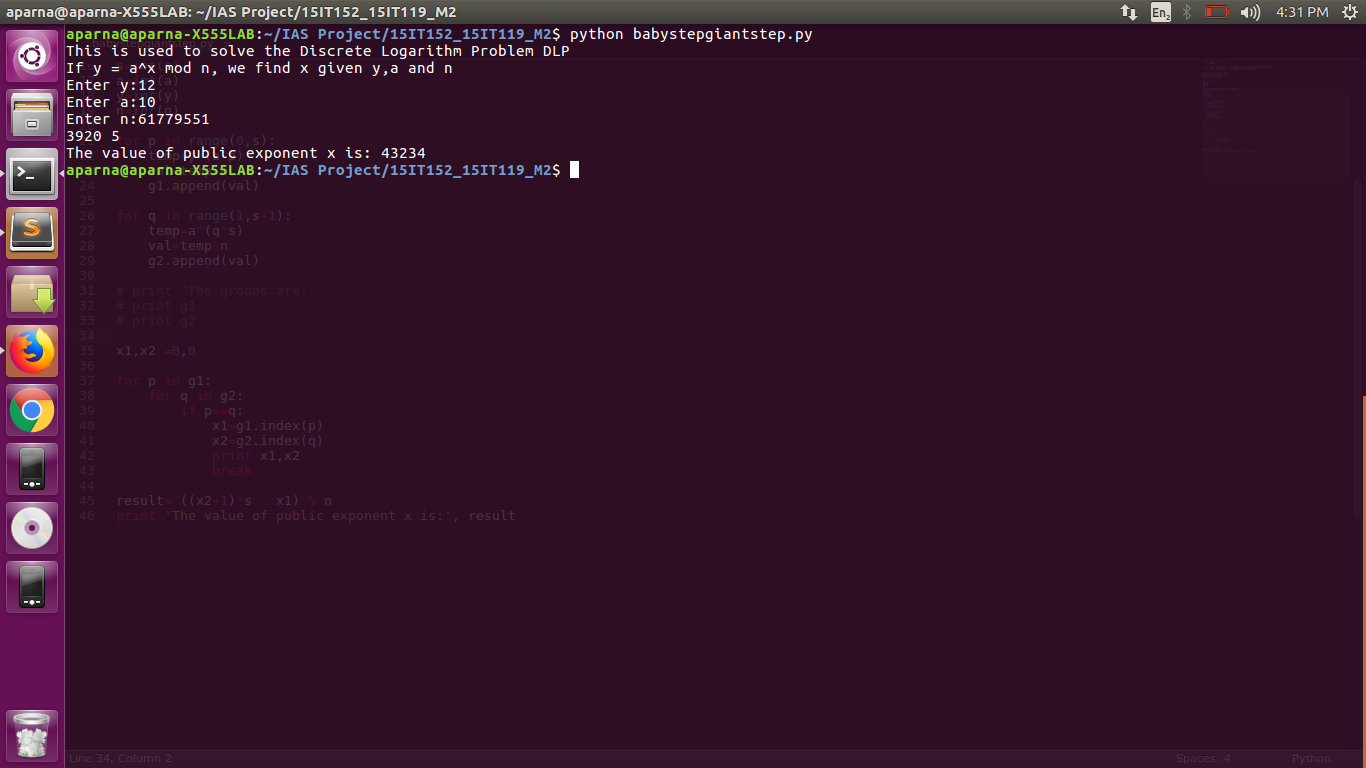 aparna@aparna-X555LAB: ~/IAS Project/15IT152_15IT119_M2
En2
4:31 PM
aparna@aparna-X555LAB:~/IAS Project/15IT152_15IT119_M2$ python babystepgiantstep.py
This is used to solve the Discrete Logarithm Problem DLP
If y = a^x mod n, we find x given y,a and n
Enter y:12
Enter a:10
Enter n:61779551
3920 5
The value of public exponent x is: 43234
aparna@aparna-X555LAB:~/IAS Project/15IT152_15IT119_M2$
24 g1.append(val)
25
26 for q in range(1,s+1):
27 temp=a^(q*s)
28 val=temp%n
29 g2.append(val)
30
31 # print "The groups are:"
32 # print g1
33 # print g2
34
35 x1,x2 =0,0
36
37 for p in g1:
38 for q in g2:
39 if p==q:
40 x1=g1.index(p)
41 x2=g2.index(q)
42 print x1,x2
43 break
44
45 result= ((x2+1)*s - x1) % n
46 print "The value of public exponent x is:", result
Line 34, Column 2
Spaces: 4
Python